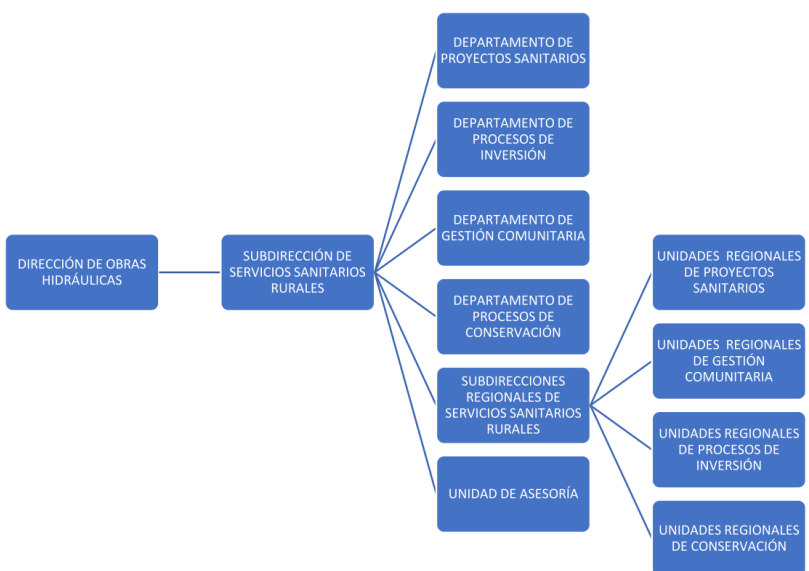 DIRECCIÓN DE OBRAS
HIDRÁULICAS
SUBDIRECCIÓN DE
SERVICIOS SANITARIOS
RURALES
DEPARTAMENTO DE
PROYECTOS SANITARIOS
DEPARTAMENTO DE
PROCESOS DE
INVERSIÓN
DEPARTAMENTO DE
GESTIÓN COMUNITARIA
DEPARTAMENTO DE
PROCESOS DE
CONSERVACIÓN
SUBDIRECCIONES
REGIONALES DE
SERVICIOS SANITARIOS
RURALES
UNIDAD DE ASESORÍA
UNIDADES REGIONALES
DE PROYECTOS
SANITARIOS
UNIDADES REGIONALES
DE GESTIÓN
COMUNITARIA
UNIDADES REGIONALES
DE PROCESOS DE
INVERSIÓN
UNIDADES REGIONALES
DE CONSERVACIÓN